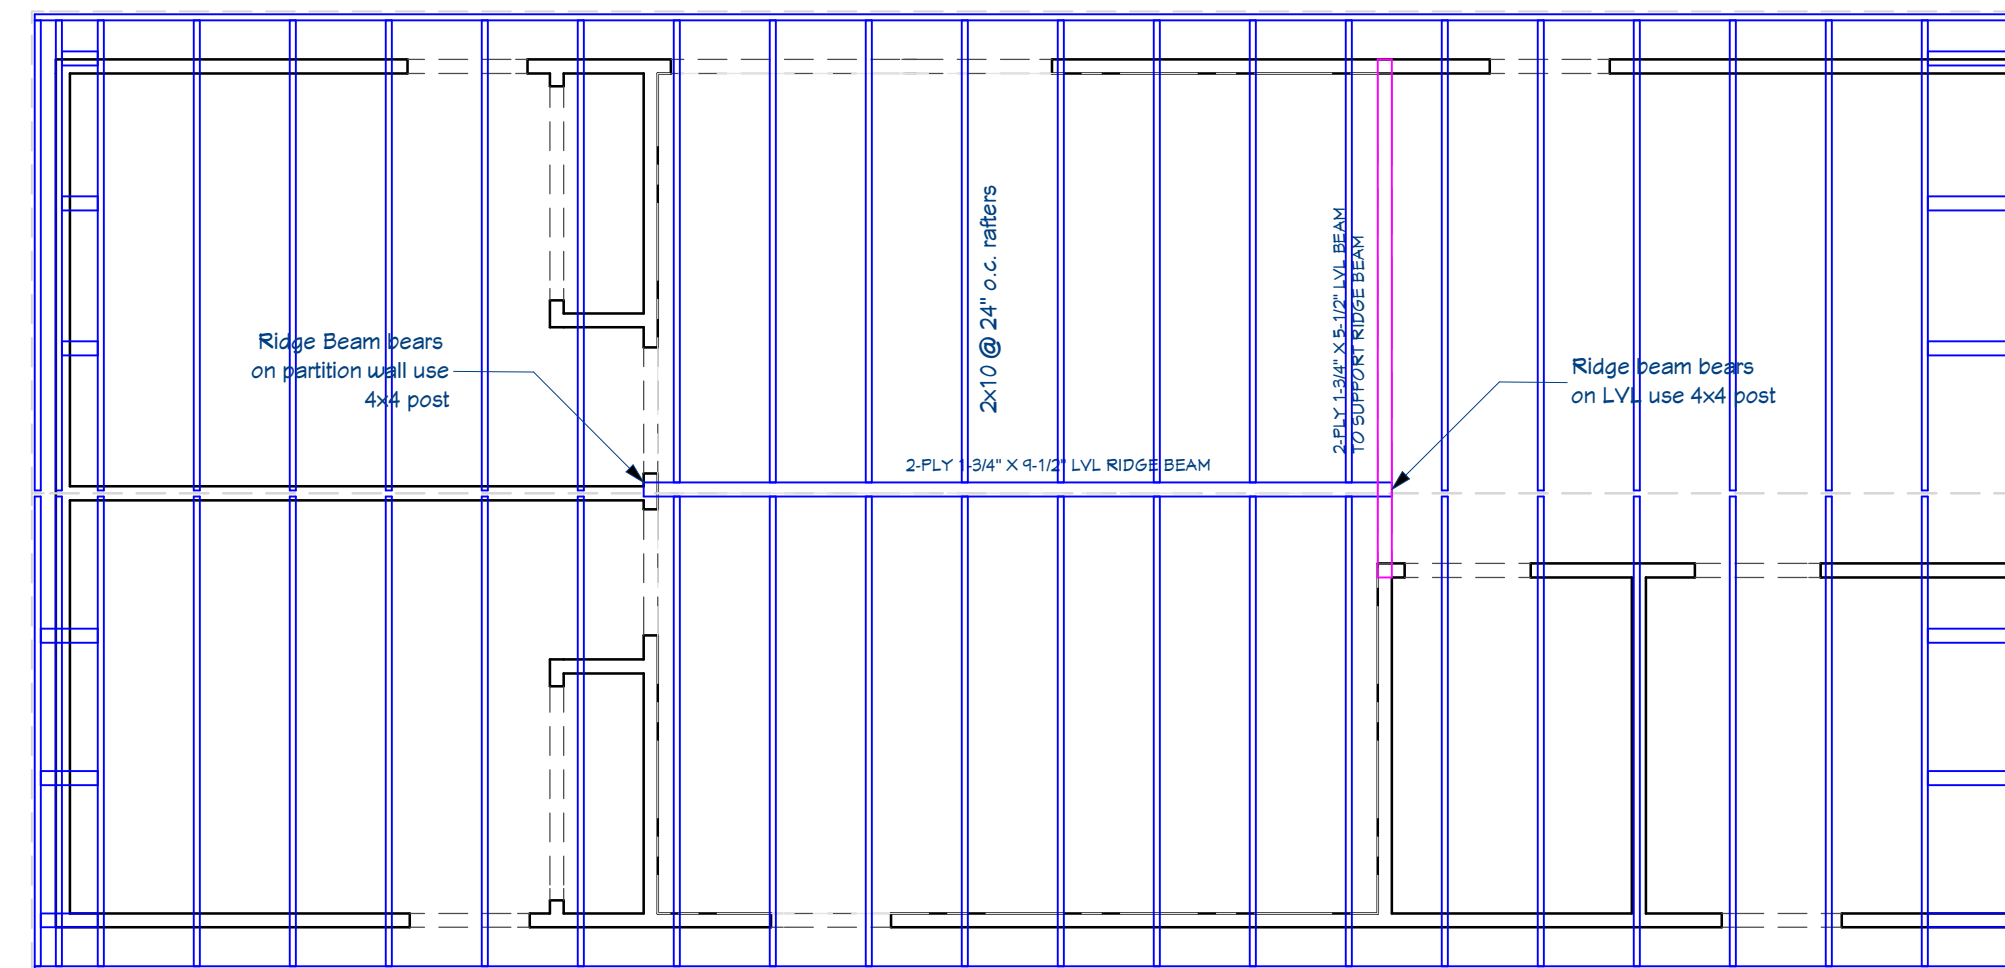 2x10 @ 24" o.c. rafters
2-PLY 1-3/4" X 5-1/2" LVL BEAM
TO SUPPORT RIDGE BEAM
Ridge Beam bears
on partition wall use
4x4 post
Ridge beam bears
on LVL use 4x4 post
2-PLY 1-3/4" X 9-1/2" LVL RIDGE BEAM